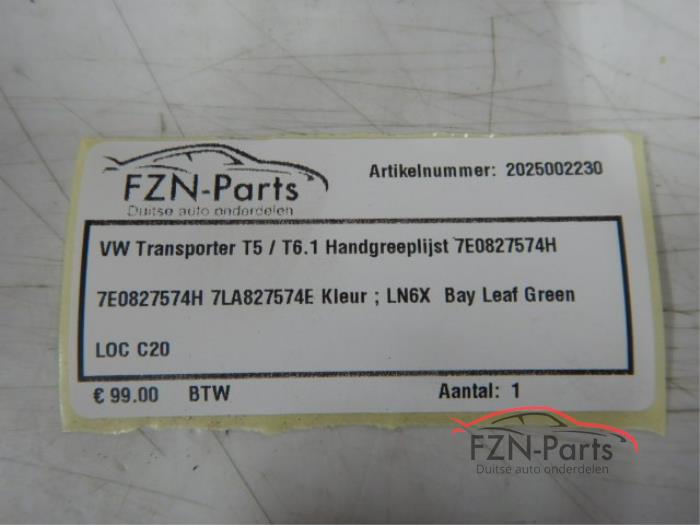 FZN-Parts
Duitse auto onderdelen
Artikelnummer: 2025002230
VW Transporter T5 / T6.1 Handgreeplijst 7E0827574H
7E0827574H 7LA827574E Kleur ; LN6X Bay Leaf Green
LOC C20
€ 99.00 BTW Aantal: 1
FZN-Parts
Duitse auto onderdelen